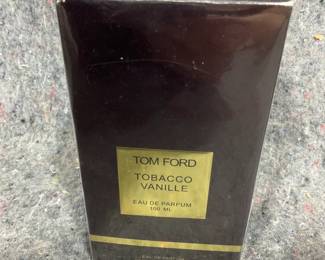 TOM FORD
TOBACCO
VANILLE
EAU DE PARFUM
100 ML